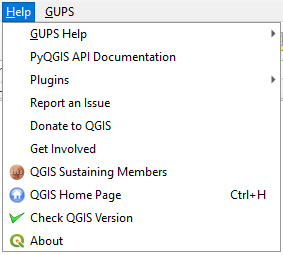 Help GUPS
GUPS Help
PyQGIS API Documentation
Plugins
Report an Issue
Donate to QGIS
Get Involved
QGIS Sustaining Members
QGIS Home Page Ctrl+H
Check QGIS Version
About